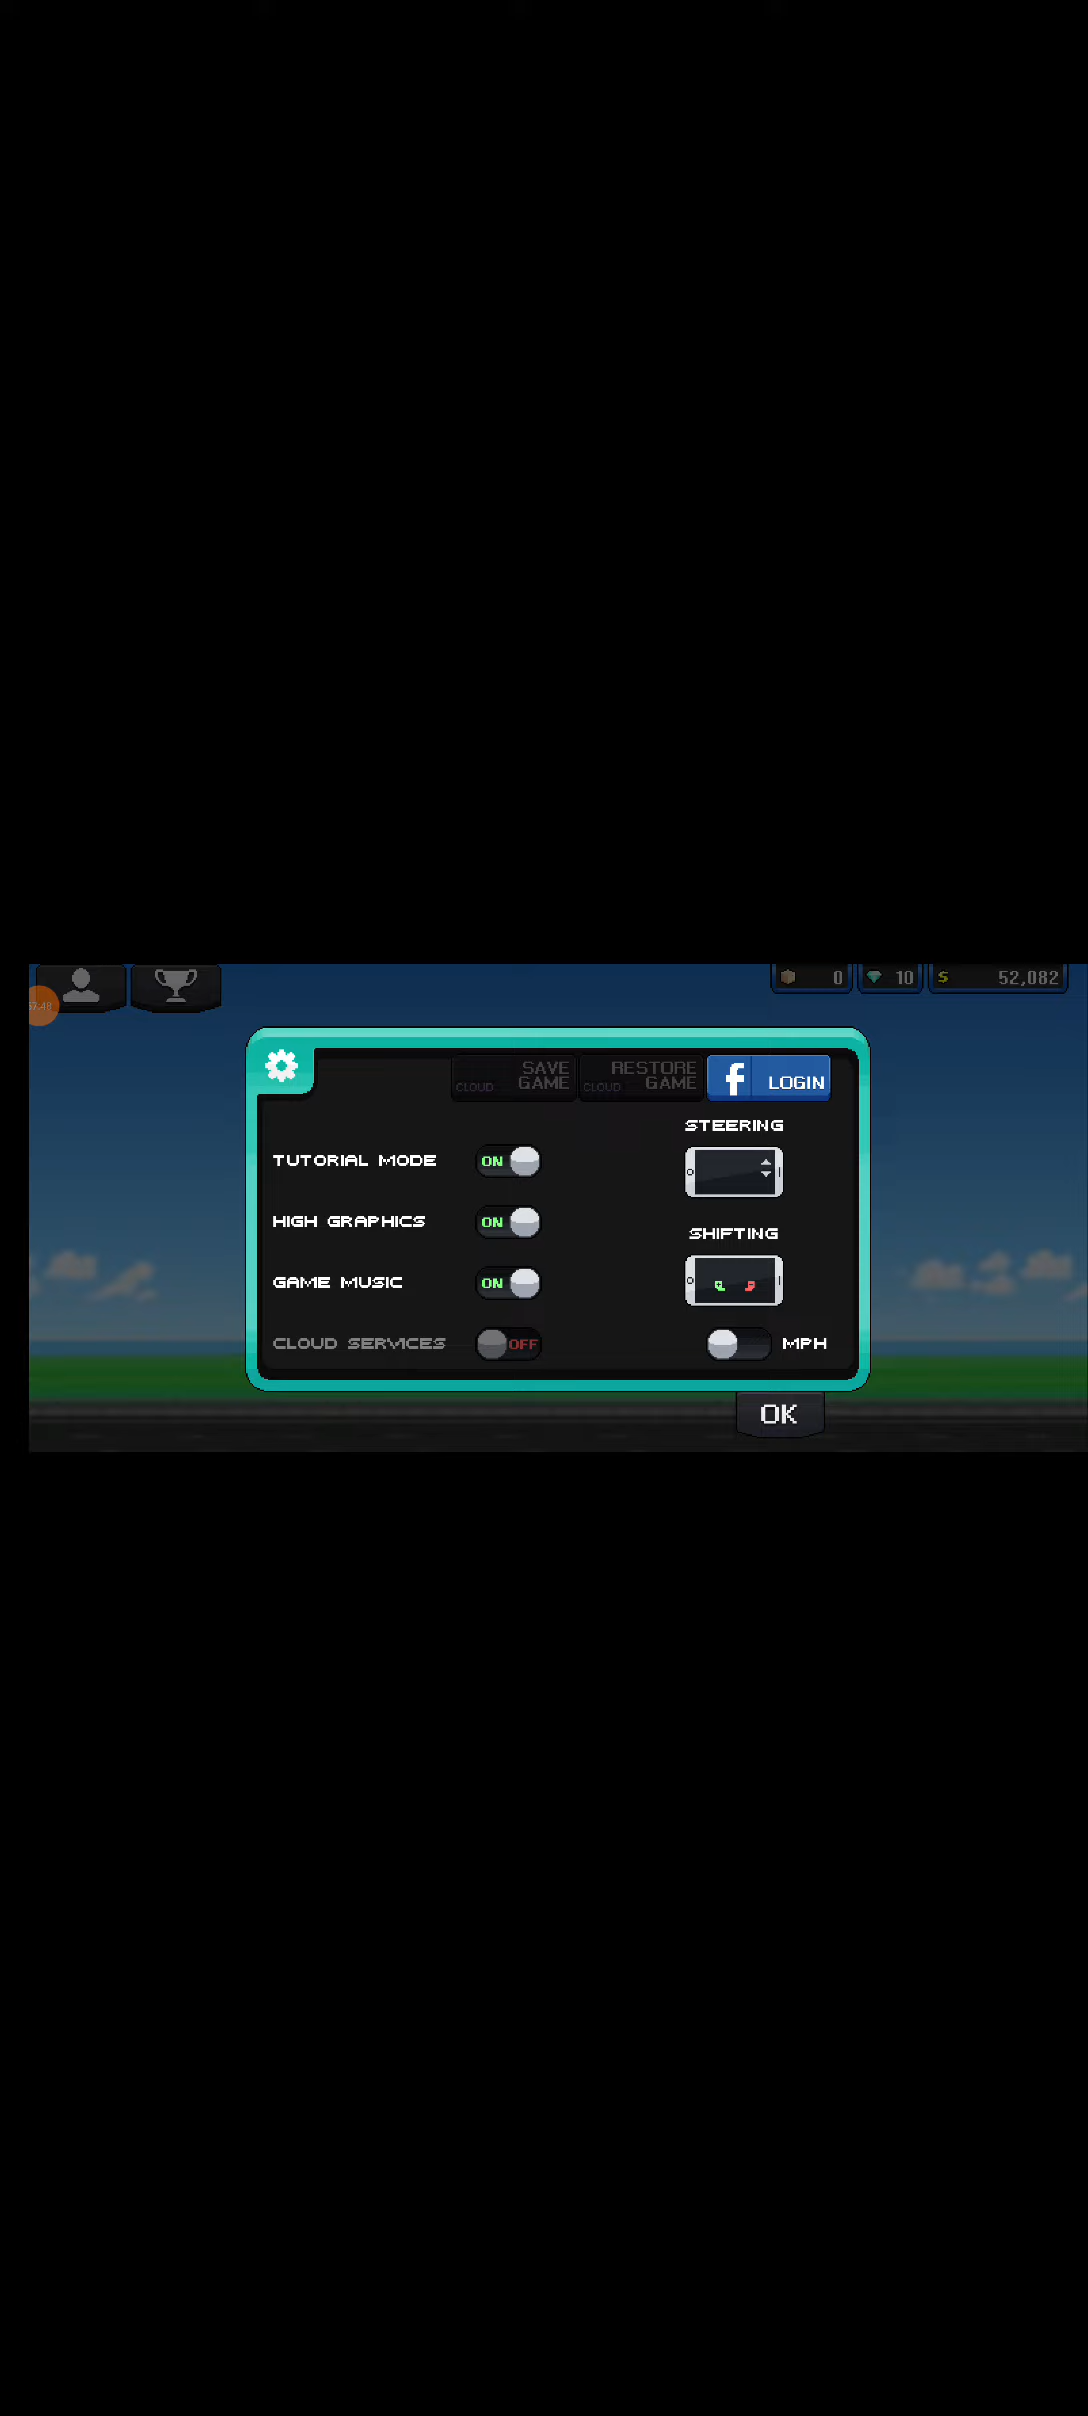 0 10 $ 52,082
SAVE GAME
CLOUD
RESTORE GAME
CLOUD
f LOGIN
STEERING
TUTORIAL MODE ON
HIGH GRAPHICS ON
SHIFTING
GAME MUSIC ON
CLOUD SERVICES OFF
MPH
OK